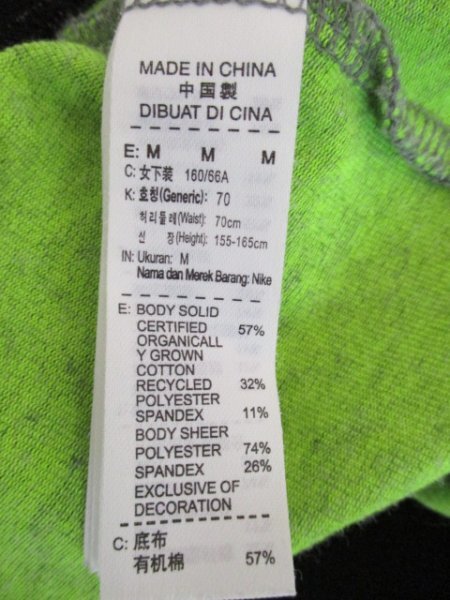 MADE IN CHINA
中国製
DIBUAT DI CINA
E: M M M
C: 女下装 160/66A
K: 호칭(Generic): 70
허리둘레(Waist): 70cm
신 장(Height): 155-165cm
IN: Ukuran: M
Nama dan Merek Barang: Nike
E: BODY SOLID
CERTIFIED 57%
ORGANICALL
Y GROWN
COTTON
RECYCLED 32%
POLYESTER
SPANDEX 11%
BODY SHEER
POLYESTER 74%
SPANDEX 26%
EXCLUSIVE OF
DECORATION
C: 底布
有机棉 57%